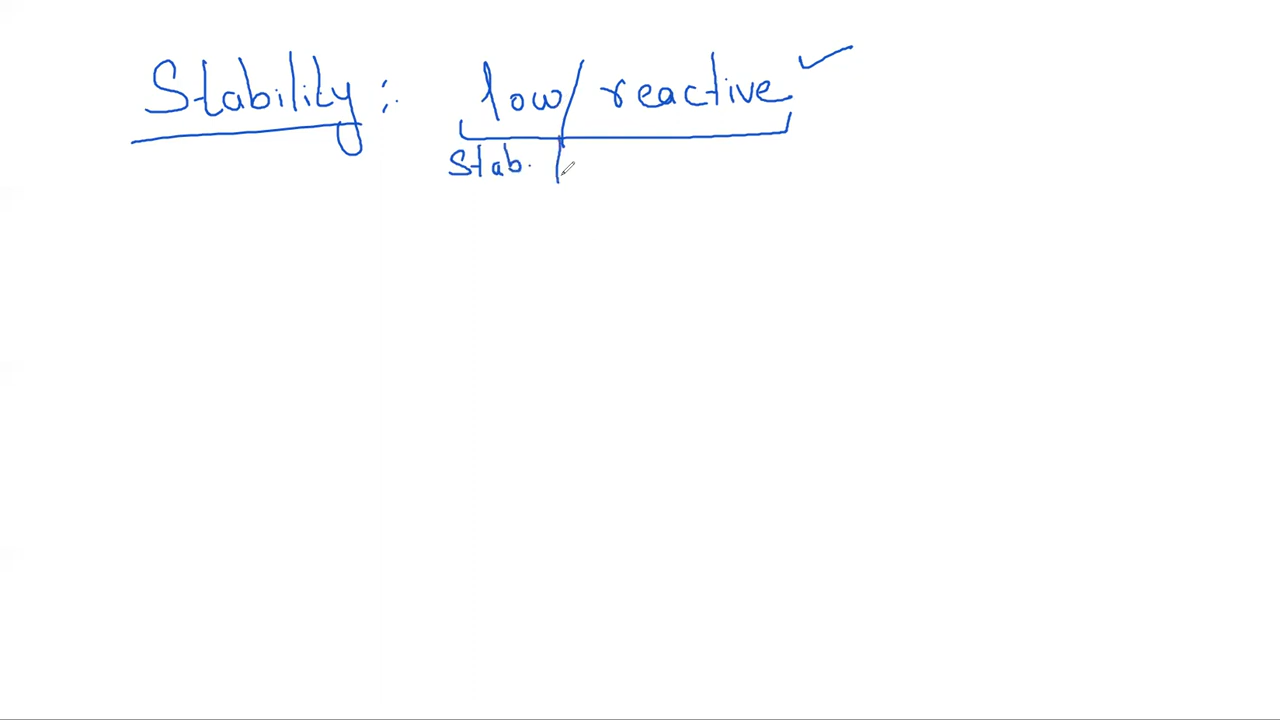 Stability : low/ reactive ✓
Stab.